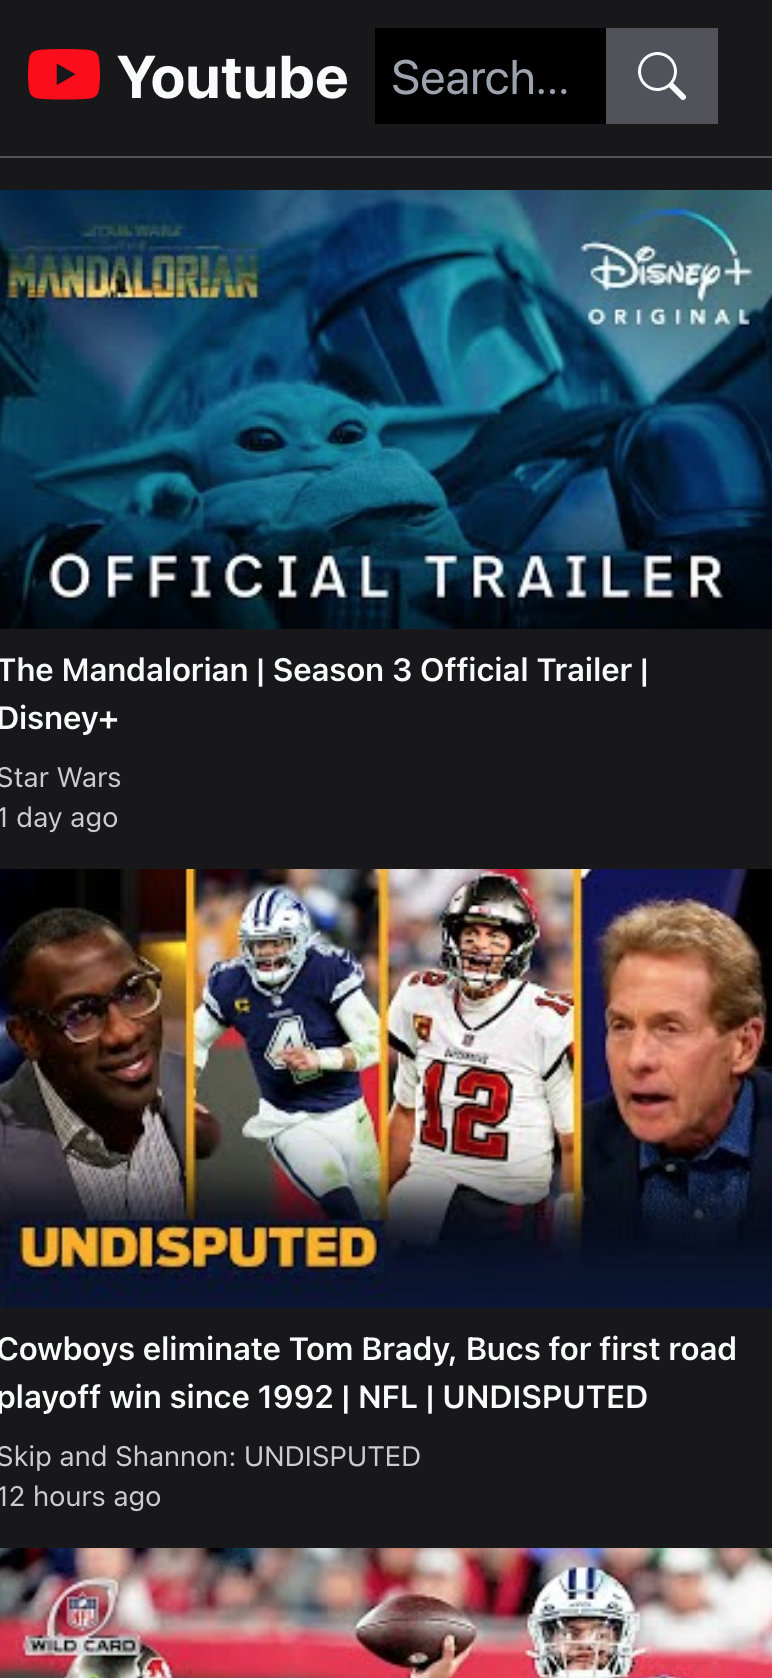 Youtube
Search...
STAR WARS
THE
MANDALORIAN
Disney+
ORIGINAL
OFFICIAL TRAILER
The Mandalorian | Season 3 Official Trailer |
Disney+
Star Wars
1 day ago
4
12
UNDISPUTED
Cowboys eliminate Tom Brady, Bucs for first road
playoff win since 1992 | NFL | UNDISPUTED
Skip and Shannon: UNDISPUTED
12 hours ago
NFL
WILD CARD